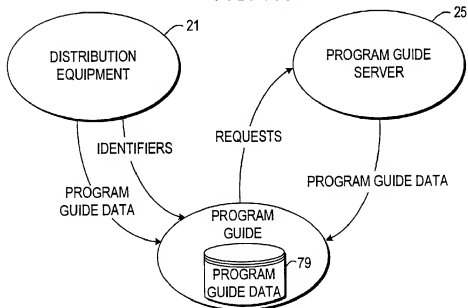 21
DISTRIBUTION
EQUIPMENT
25
PROGRAM GUIDE
SERVER
IDENTIFIERS
REQUESTS
PROGRAM
GUIDE DATA
PROGRAM GUIDE DATA
PROGRAM
GUIDE
79
PROGRAM
GUIDE DATA